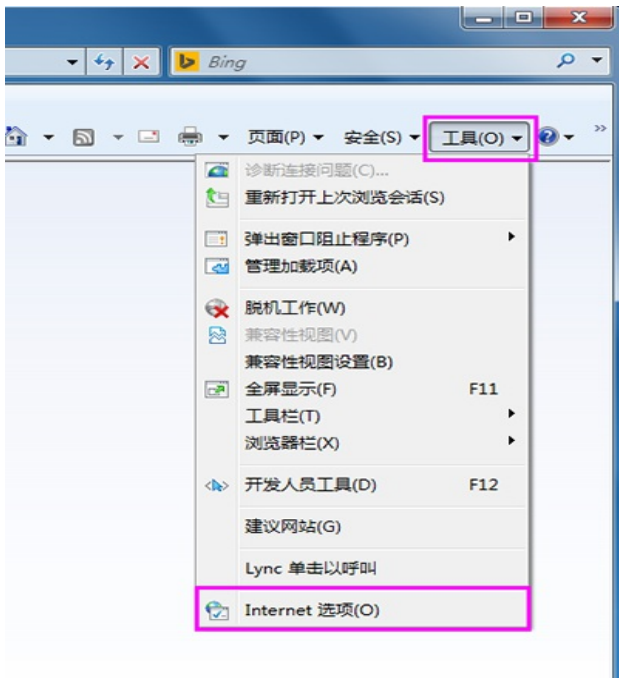 Bing
页面(P) 安全(S) 工具(O) »
诊断连接问题(C)...
重新打开上次浏览会话(S)
弹出窗口阻止程序(P)
管理加载项(A)
脱机工作(W)
兼容性视图(V)
兼容性视图设置(B)
全屏显示(F) F11
工具栏(T)
浏览器栏(X)
开发人员工具(D) F12
建议网站(G)
Lync 单击以呼叫
Internet 选项(O)